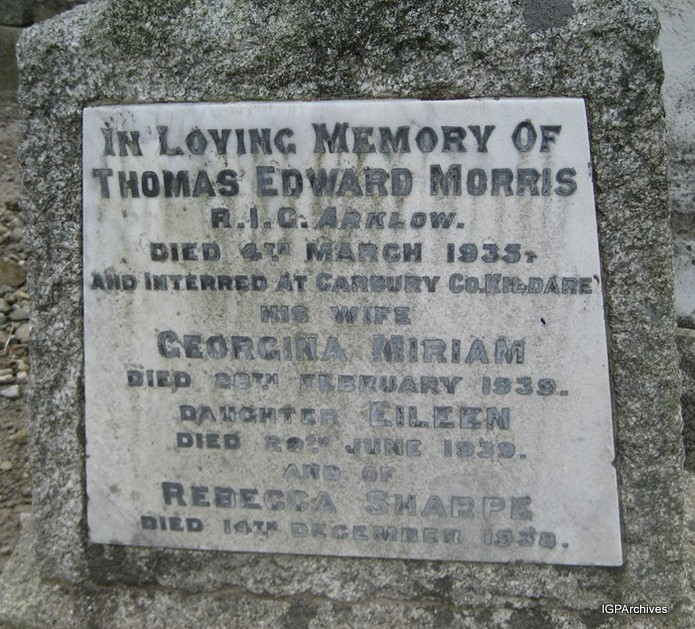 IN LOVING MEMORY OF
THOMAS EDWARD MORRIS
R.I.C. ARKLOW.
DIED 4TH MARCH 1935.
AND INTERRED AT CARBURY CO. KILDARE
HIS WIFE
GEORGINA MIRIAM
DIED 28TH FEBRUARY 1939.
DAUGHTER EILEEN
DIED 29TH JUNE 1939.
AND OF
REBECCA SHARPE
DIED 14TH DECEMBER 1938.
IGPArchives